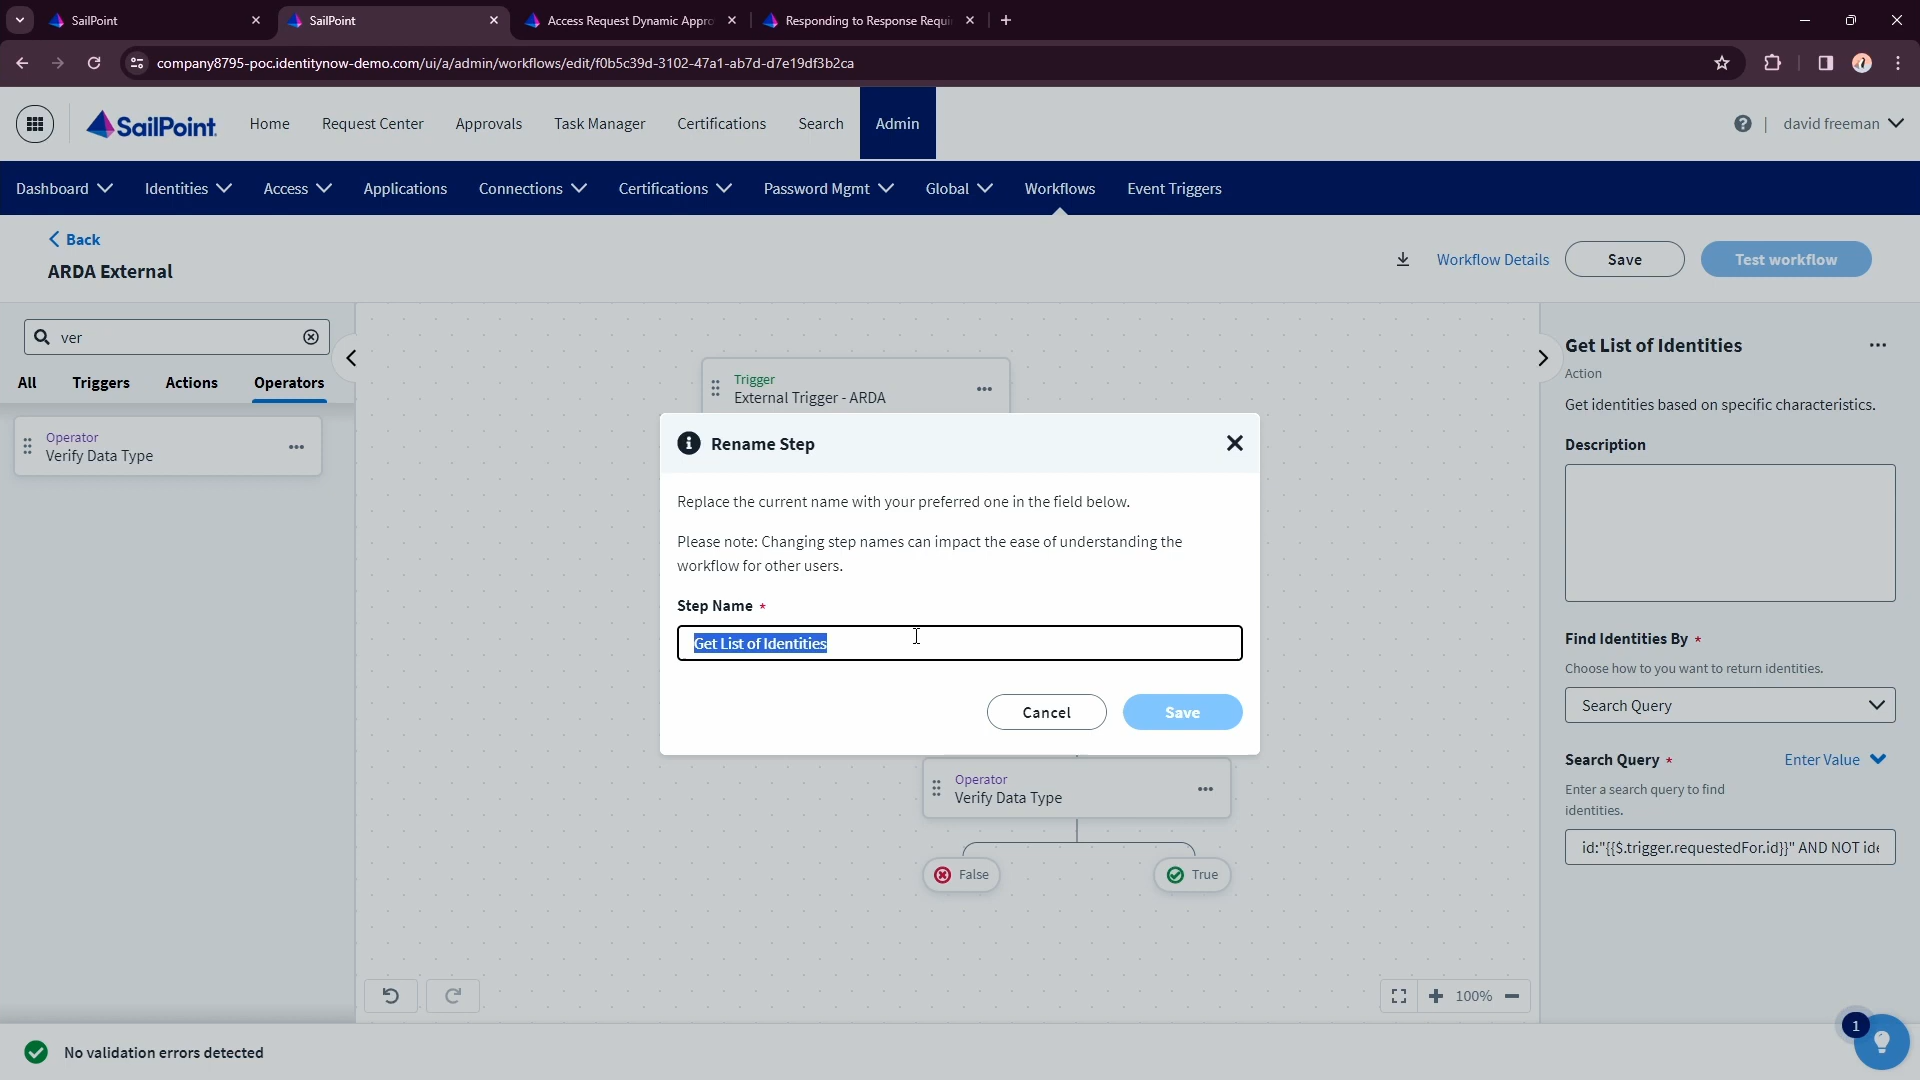 SailPoint
SailPoint
Access Request Dynamic Appro
Responding to Response Requi
company8795-poc.identitynow-demo.com/ui/a/admin/workflows/edit/f0b5c39d-3102-47a1-ab7d-d7e19df3b2ca
SailPoint Home Request Center Approvals Task Manager Certifications Search Admin
? | david freeman
Dashboard Identities Access Applications Connections Certifications Password Mgmt Global Workflows Event Triggers
Back
ARDA External
Workflow Details Save Test workflow
ver
All Triggers Actions Operators
Operator
Verify Data Type
Trigger
External Trigger - ARDA
Rename Step
Replace the current name with your preferred one in the field below.
Please note: Changing step names can impact the ease of understanding the
workflow for other users.
Step Name *
Get List of Identities
Cancel Save
Operator
Verify Data Type
False True
100%
Get List of Identities
Action
Get identities based on specific characteristics.
Description
Find Identities By *
Choose how to you want to return identities.
Search Query
Search Query * Enter Value
Enter a search query to find
identities.
id:"{{$.trigger.requestedFor.id}}" AND NOT ide
No validation errors detected
1